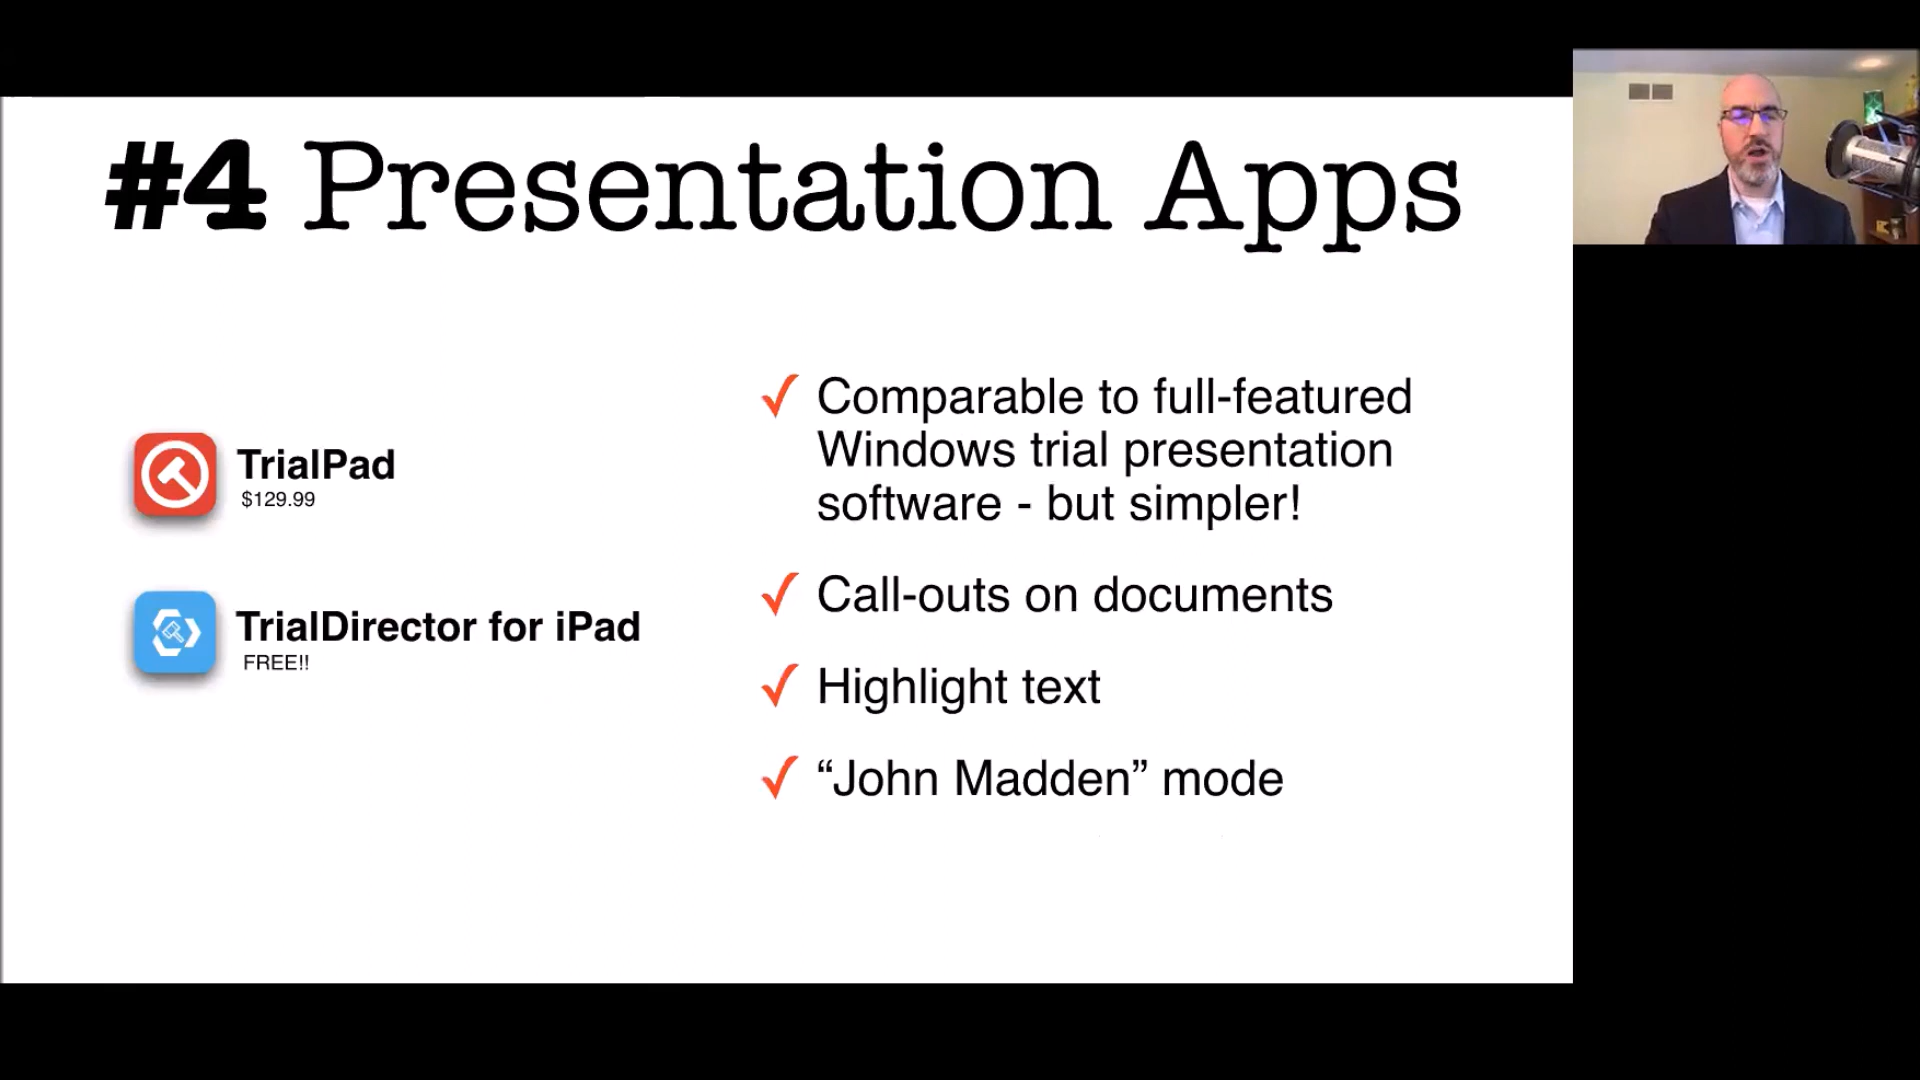 #4 Presentation Apps
TrialPad
$129.99
TrialDirector for iPad
FREE!!
✓ Comparable to full-featured
Windows trial presentation
software - but simpler!
✓ Call-outs on documents
✓ Highlight text
✓ “John Madden” mode